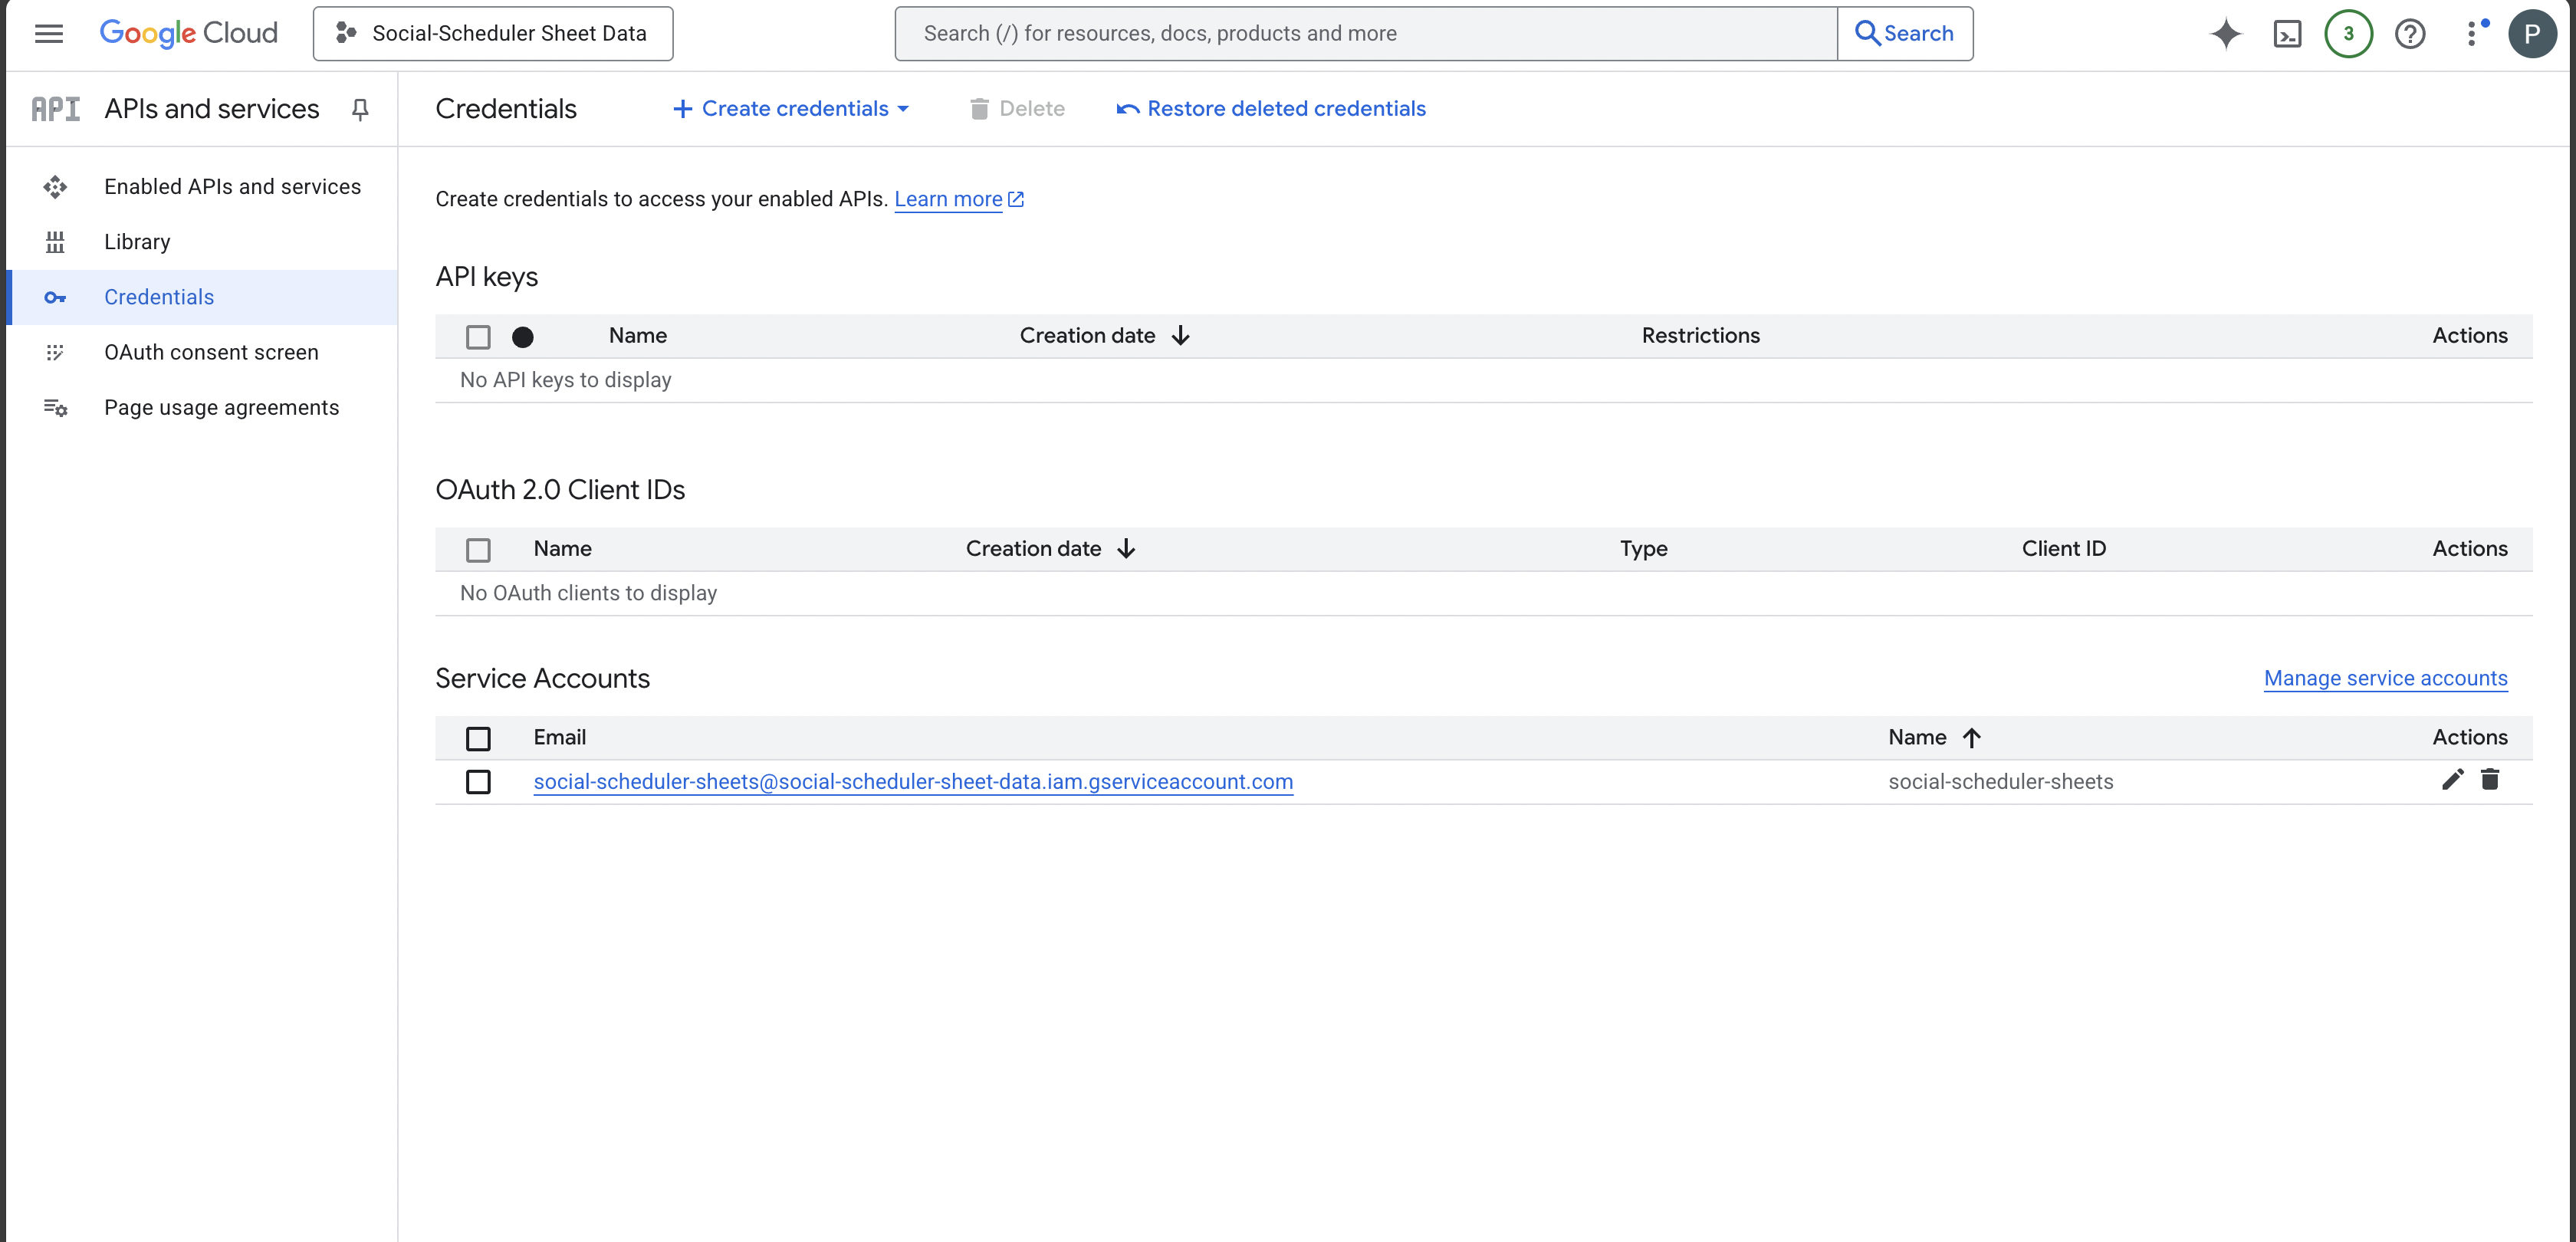 Google Cloud
Social-Scheduler Sheet Data
Search (/) for resources, docs, products and more
Search
3
P
API
APIs and services
Credentials
Create credentials
Delete
Restore deleted credentials
Enabled APIs and services
Library
Credentials
OAuth consent screen
Page usage agreements
Create credentials to access your enabled APIs. Learn more
API keys
Name Creation date Restrictions Actions
No API keys to display
OAuth 2.0 Client IDs
Name Creation date Type Client ID Actions
No OAuth clients to display
Service Accounts
Manage service accounts
Email Name Actions
social-scheduler-sheets@social-scheduler-sheet-data.iam.gserviceaccount.com social-scheduler-sheets